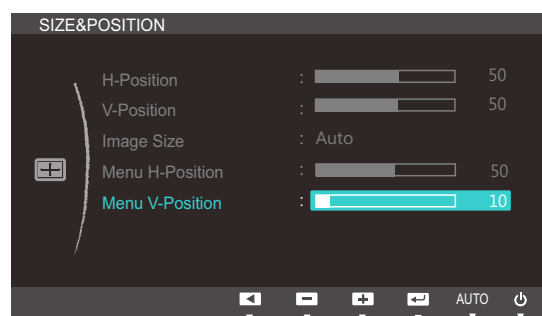 SIZE&POSITION
H-Position : 50
V-Position : 50
Image Size : Auto
Menu H-Position : 50
Menu V-Position : 10
AUTO